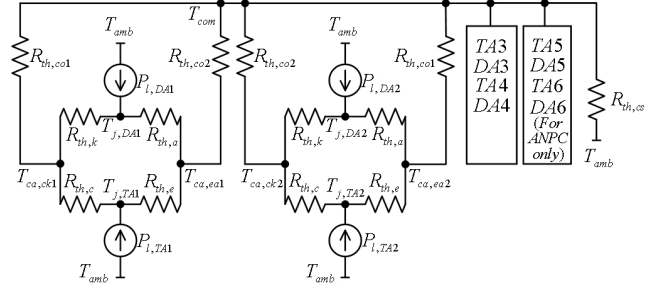 T_com
T_amb
T_amb
R_th,co1
R_th,co2
R_th,co2
R_th,co1
P_l,DA1
P_l,DA2
TA3
DA3
TA4
DA4
TA5
DA5
TA6
DA6
(For
ANPC
only)
R_th,cs
T_amb
R_th,k
T_j,DA1
R_th,a
R_th,k
T_j,DA2
R_th,a
T_ca,ck1
R_th,c
T_j,TA1
R_th,e
T_ca,ea1
T_ca,ck2
R_th,c
T_j,TA2
R_th,e
T_ca,ea2
P_l,TA1
P_l,TA2
T_amb
T_amb